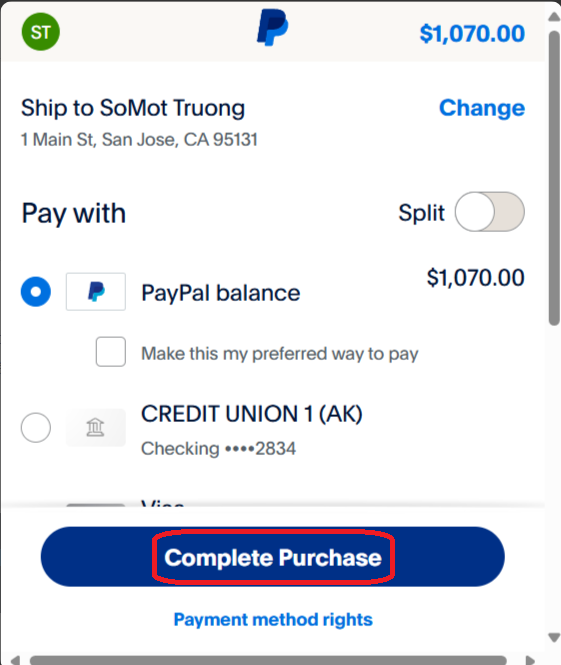 ST
$1,070.00
Ship to SoMot Truong
Change
1 Main St, San Jose, CA 95131
Pay with
Split
$1,070.00
PayPal balance
Make this my preferred way to pay
CREDIT UNION 1 (AK)
Checking ••••2834
Visa
Complete Purchase
Payment method rights